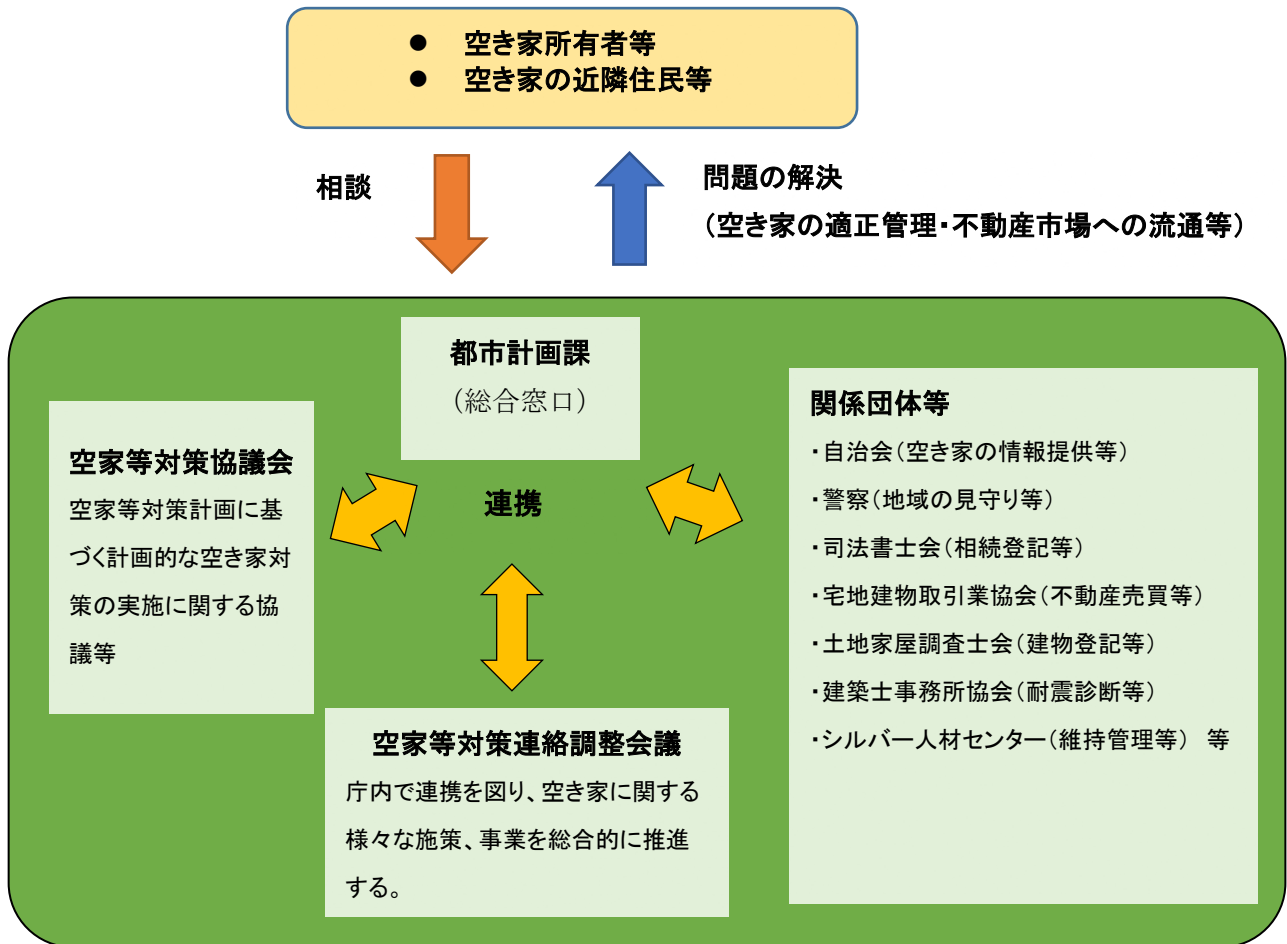 ● 空き家所有者等
● 空き家の近隣住民等
相談
問題の解決
（空き家の適正管理・不動産市場への流通等）
都市計画課
（総合窓口）
空家等対策協議会
空家等対策計画に基
づく計画的な空き家対
策の実施に関する協
議等
連携
関係団体等
・自治会（空き家の情報提供等）
・警察（地域の見守り等）
・司法書士会（相続登記等）
・宅地建物取引業協会（不動産売買等）
・土地家屋調査士会（建物登記等）
・建築士事務所協会（耐震診断等）
・シルバー人材センター（維持管理等）　等
空家等対策連絡調整会議
庁内で連携を図り、空き家に関する
様々な施策、事業を総合的に推進
する。